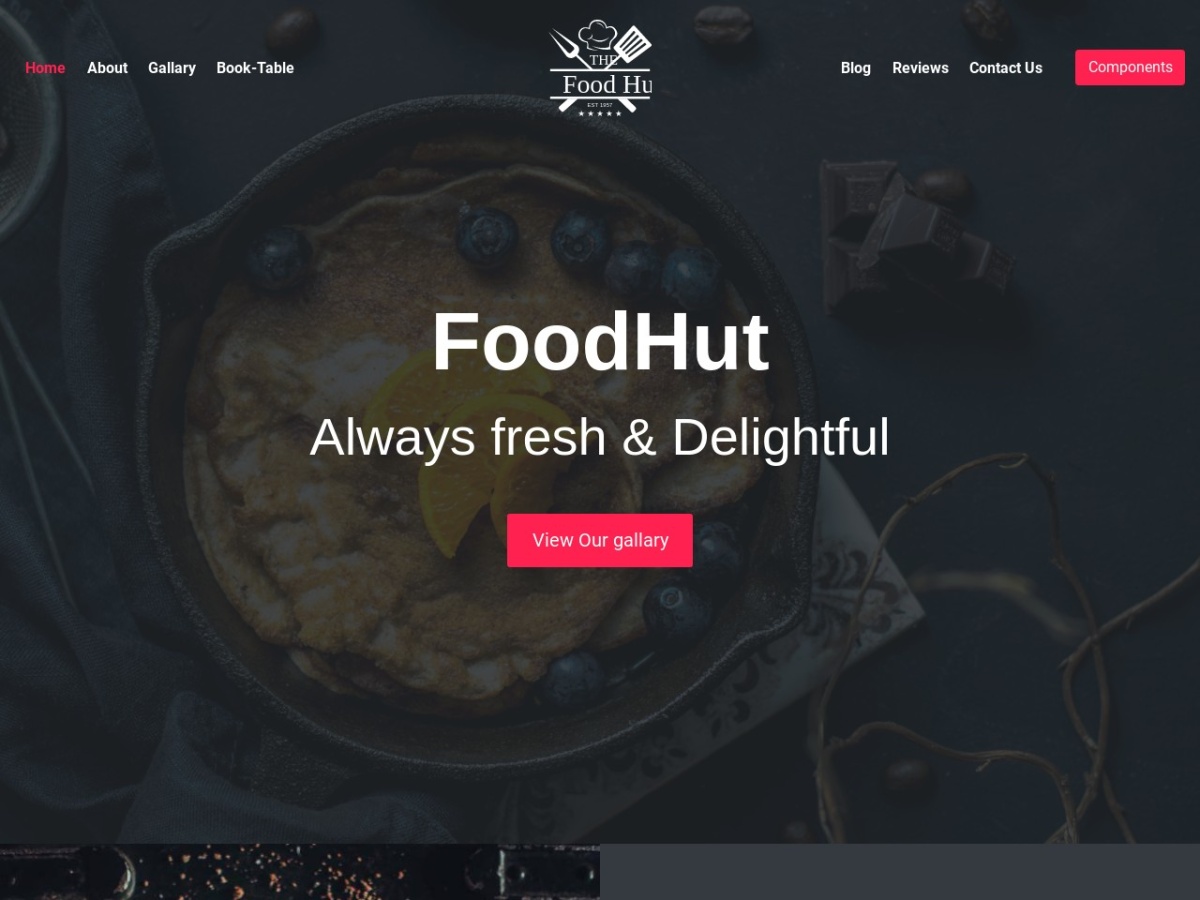 Home About Gallary Book-Table
THE
Food Hu
EST 1957
Blog Reviews Contact Us Components
FoodHut
Always fresh & Delightful
View Our gallary